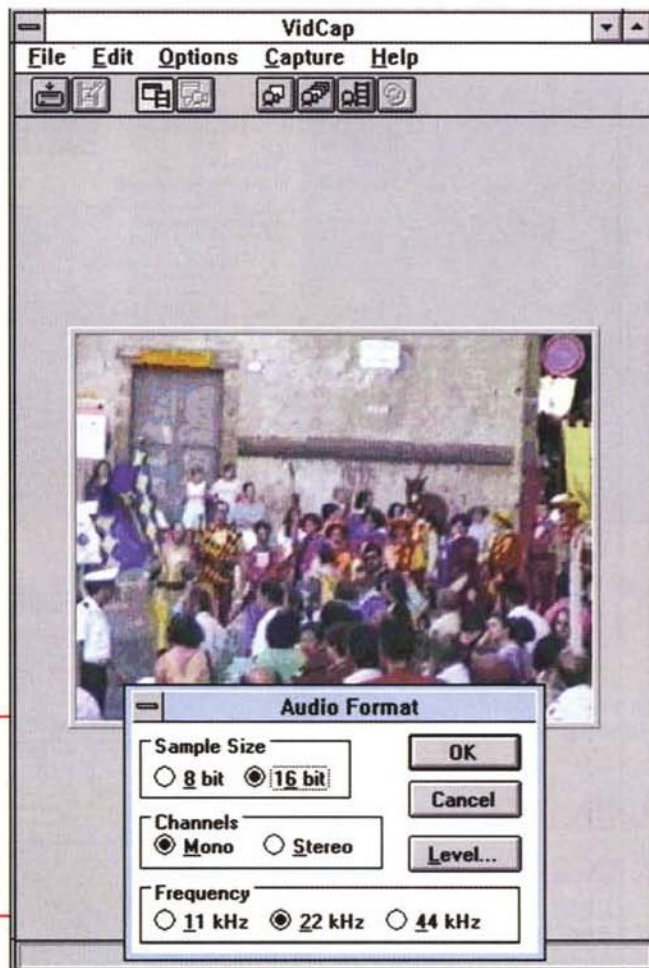 VidCap
File Edit Options Capture Help
Audio Format
Sample Size
8 bit 16 bit
OK
Cancel
Channels
Mono Stereo
Level...
Frequency
11 kHz 22 kHz 44 kHz